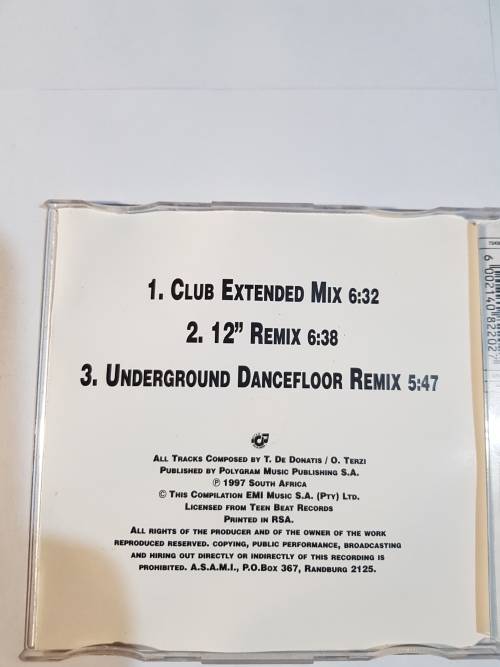 1. CLUB EXTENDED MIX 6:32
2. 12" REMIX 6:38
3. UNDERGROUND DANCEFLOOR REMIX 5:47
ALL TRACKS COMPOSED BY T. DE DONATIS / O. TERZI
PUBLISHED BY POLYGRAM MUSIC PUBLISHING S.A.
℗ 1997 SOUTH AFRICA
© THIS COMPILATION EMI MUSIC S.A. (PTY) LTD.
LICENSED FROM TEEN BEAT RECORDS
PRINTED IN RSA.
ALL RIGHTS OF THE PRODUCER AND OF THE OWNER OF THE WORK
REPRODUCED RESERVED. COPYING, PUBLIC PERFORMANCE, BROADCASTING
AND HIRING OUT DIRECTLY OR INDIRECTLY OF THIS RECORDING IS
PROHIBITED. A.S.A.M.I., P.O.BOX 367, RANDBURG 2125.
6 002140 822027